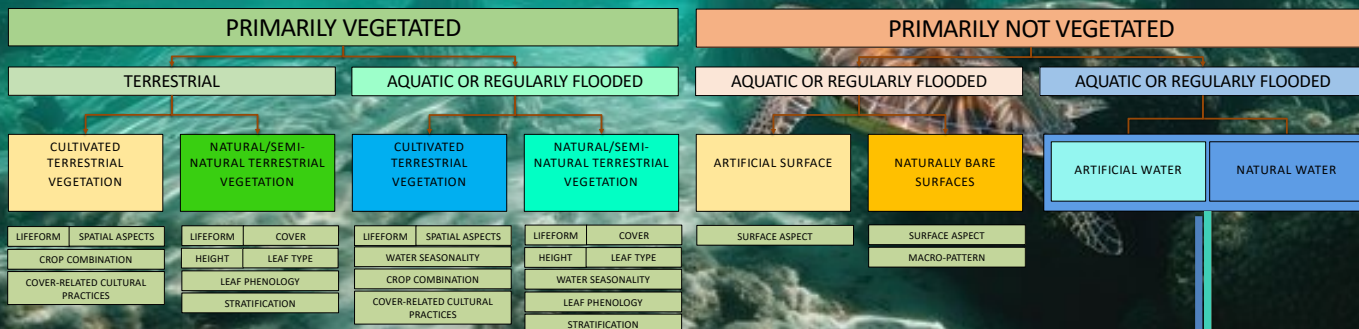 PRIMARILY VEGETATED
PRIMARILY NOT VEGETATED
TERRESTRIAL
AQUATIC OR REGULARLY FLOODED
AQUATIC OR REGULARLY FLOODED
AQUATIC OR REGULARLY FLOODED
CULTIVATED
TERRESTRIAL
VEGETATION
NATURAL/SEMI-
NATURAL TERRESTRIAL
VEGETATION
CULTIVATED
TERRESTRIAL
VEGETATION
NATURAL/SEMI-
NATURAL TERRESTRIAL
VEGETATION
ARTIFICIAL SURFACE
NATURALLY BARE
SURFACES
ARTIFICIAL WATER
NATURAL WATER
LIFEFORM
SPATIAL ASPECTS
CROP COMBINATION
COVER-RELATED CULTURAL
PRACTICES
LIFEFORM
COVER
HEIGHT
LEAF TYPE
LEAF PHENOLOGY
STRATIFICATION
LIFEFORM
SPATIAL ASPECTS
WATER SEASONALITY
CROP COMBINATION
COVER-RELATED CULTURAL
PRACTICES
LIFEFORM
COVER
HEIGHT
LEAF TYPE
WATER SEASONALITY
LEAF PHENOLOGY
STRATIFICATION
SURFACE ASPECT
SURFACE ASPECT
MACRO-PATTERN